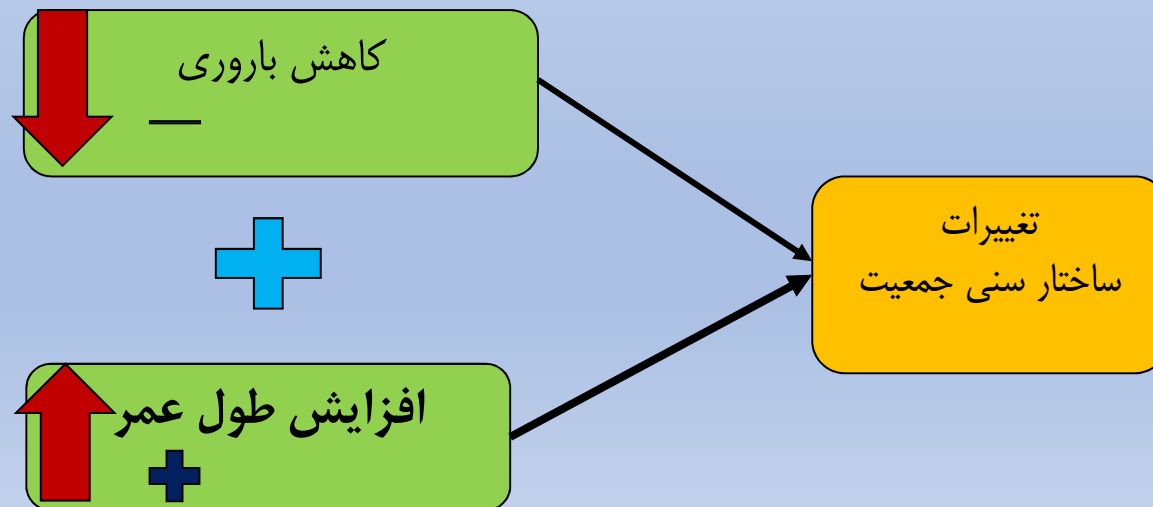 کاهش باروری
افزایش طول عمر
تغییرات
ساختار سنی جمعیت